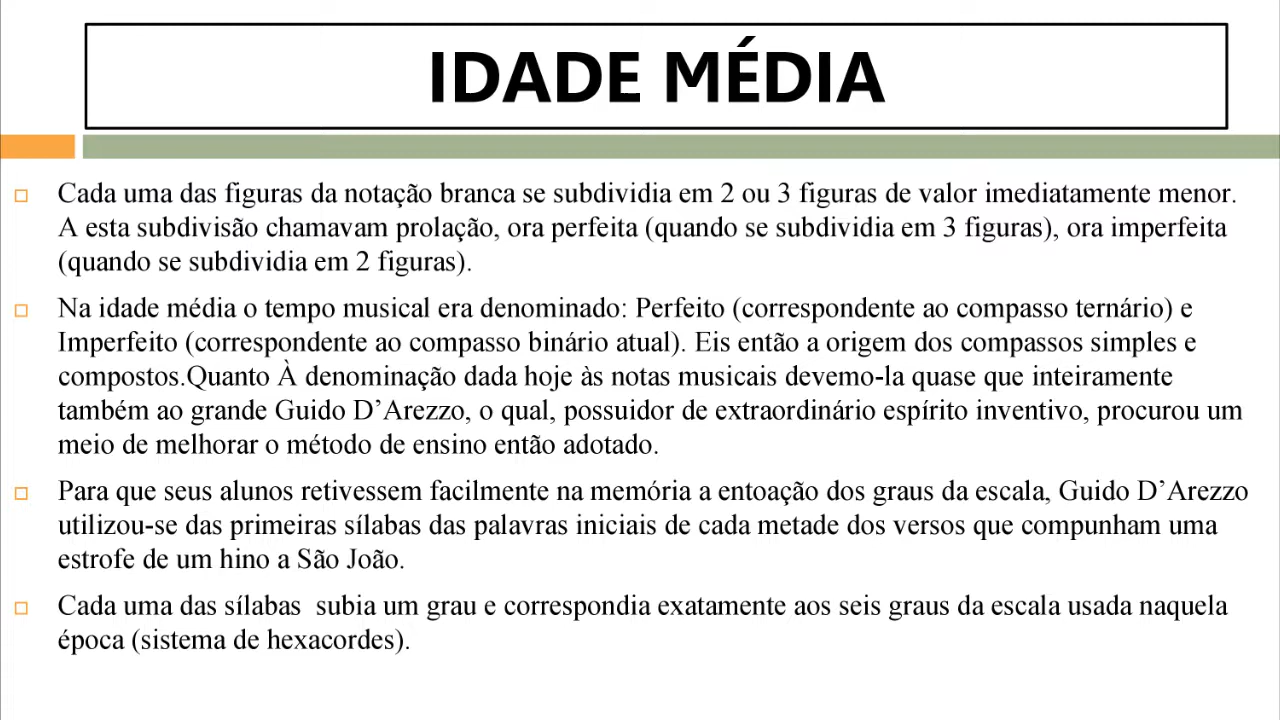 IDADE MÉDIA
Cada uma das figuras da notação branca se subdividia em 2 ou 3 figuras de valor imediatamente menor.
A esta subdivisão chamavam prolação, ora perfeita (quando se subdividia em 3 figuras), ora imperfeita
(quando se subdividia em 2 figuras).
Na idade média o tempo musical era denominado: Perfeito (correspondente ao compasso ternário) e
Imperfeito (correspondente ao compasso binário atual). Eis então a origem dos compassos simples e
compostos.Quanto À denominação dada hoje às notas musicais devemo-la quase que inteiramente
também ao grande Guido D’Arezzo, o qual, possuidor de extraordinário espírito inventivo, procurou um
meio de melhorar o método de ensino então adotado.
Para que seus alunos retivessem facilmente na memória a entoação dos graus da escala, Guido D’Arezzo
utilizou-se das primeiras sílabas das palavras iniciais de cada metade dos versos que compunham uma
estrofe de um hino a São João.
Cada uma das sílabas  subia um grau e correspondia exatamente aos seis graus da escala usada naquela
época (sistema de hexacordes).